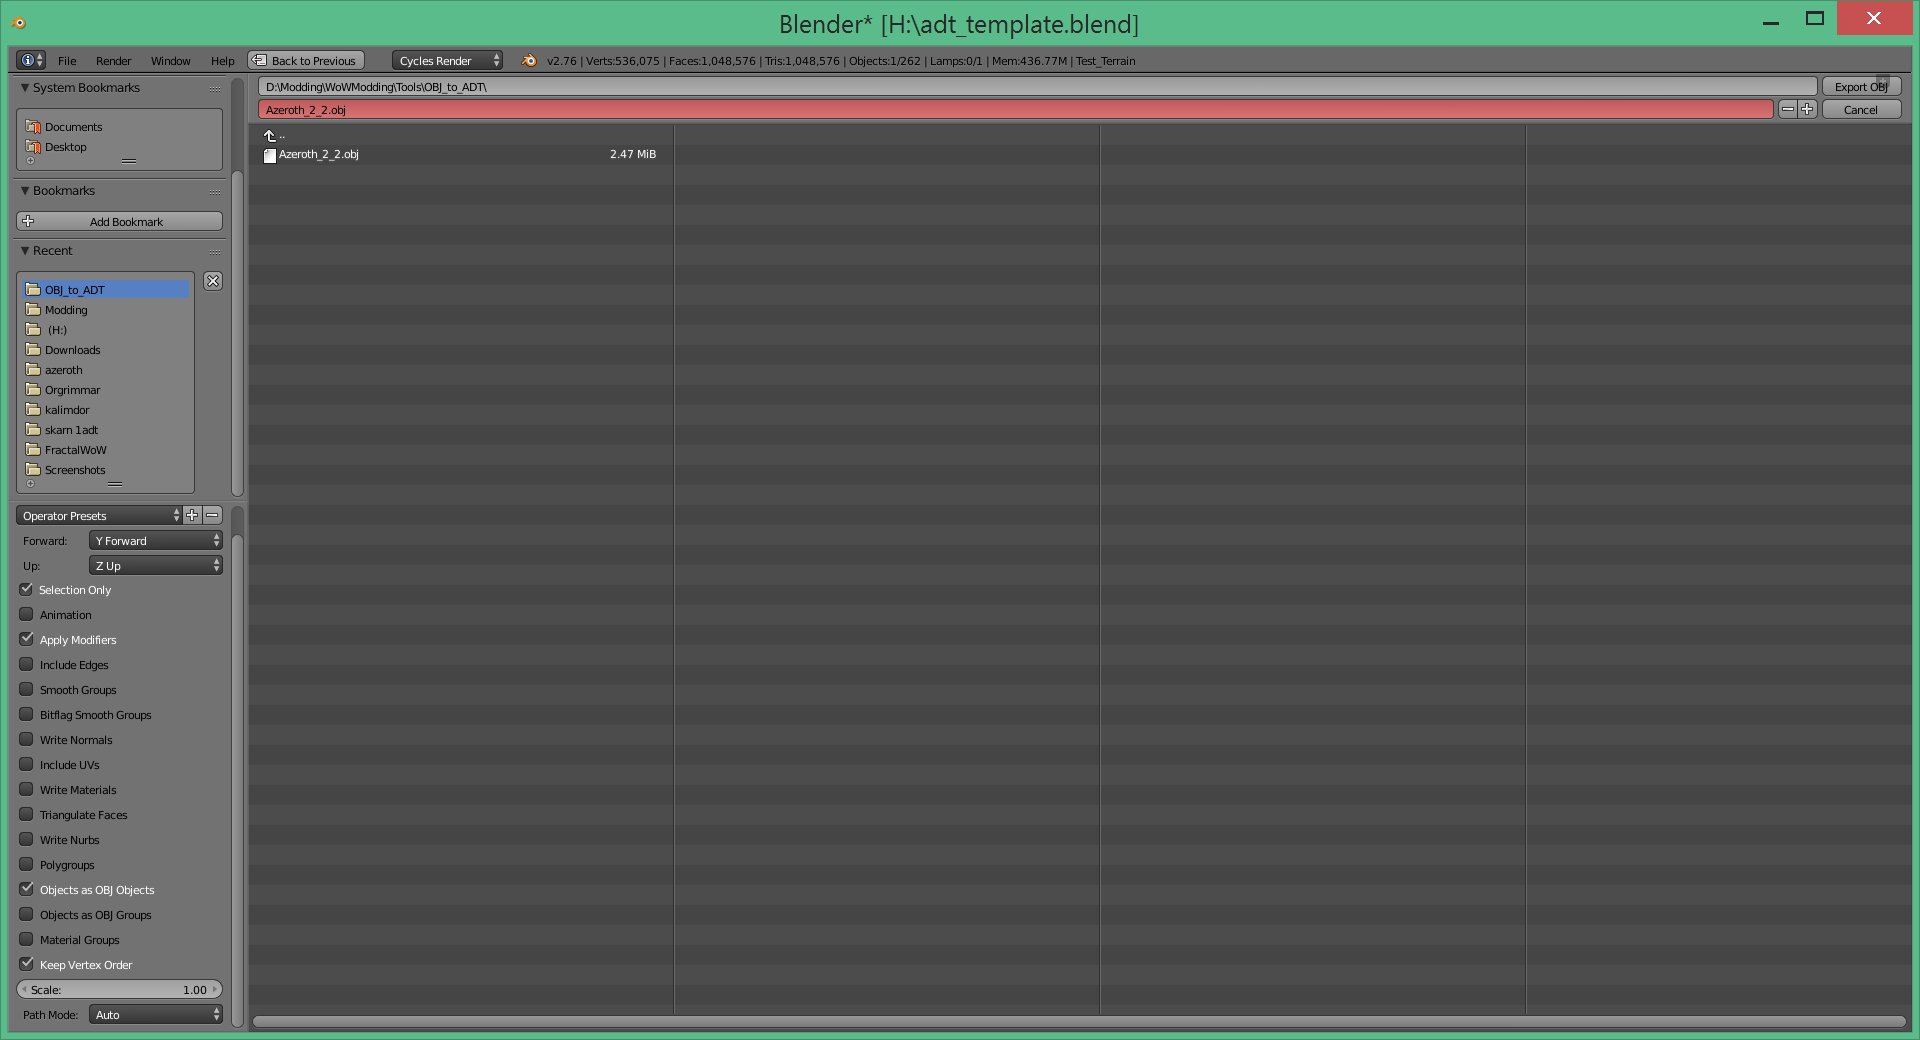 Blender* [H:\adt_template.blend]
File Render Window Help Back to Previous Cycles Render v2.76 | Verts:536,075 | Faces:1,048,576 | Tris:1,048,576 | Objects:1/262 | Lamps:0/1 | Mem:436.77M | Test_Terrain
System Bookmarks
Documents
Desktop
Bookmarks
Add Bookmark
Recent
OBJ_to_ADT
Modding
(H:)
Downloads
azeroth
Orgrimmar
kalimdor
skarn 1adt
FractalWoW
Screenshots
Operator Presets
Forward: Y Forward
Up: Z Up
Selection Only
Animation
Apply Modifiers
Include Edges
Smooth Groups
Bitflag Smooth Groups
Write Normals
Include UVs
Write Materials
Triangulate Faces
Write Nurbs
Polygroups
Objects as OBJ Objects
Objects as OBJ Groups
Material Groups
Keep Vertex Order
Scale: 1.00
Path Mode: Auto
D:\Modding\WoWModding\Tools\OBJ_to_ADT\ Export OBJ
Azeroth_2_2.obj Cancel
..
Azeroth_2_2.obj 2.47 MiB